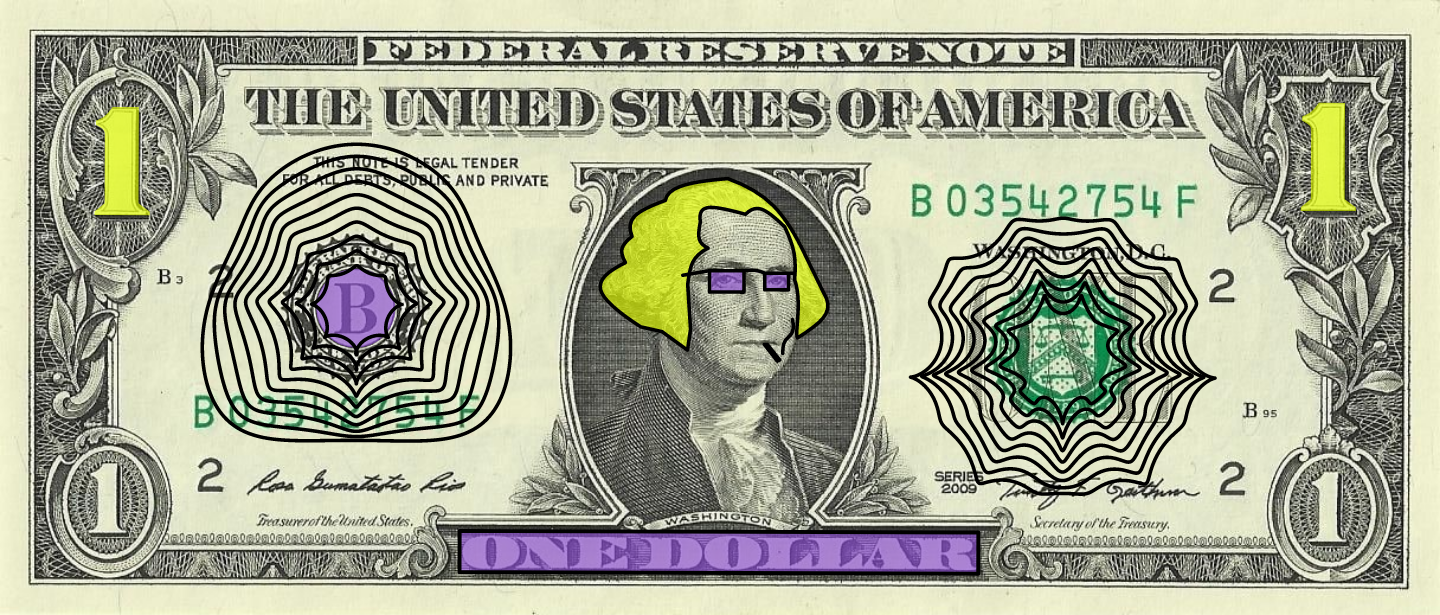 FEDERAL RESERVE NOTE
THE UNITED STATES OF AMERICA
1
1
THIS NOTE IS LEGAL TENDER
FOR ALL DEBTS, PUBLIC AND PRIVATE
B 03542754 F
WASHINGTON, D.C.
B 3
2
2
B
B 03542754 F
B 95
2
Rosa Gumataotao Rios
SERIES
2009
Timothy F. Geithner
2
1
1
Treasurer of the United States.
WASHINGTON
Secretary of the Treasury.
ONE DOLLAR